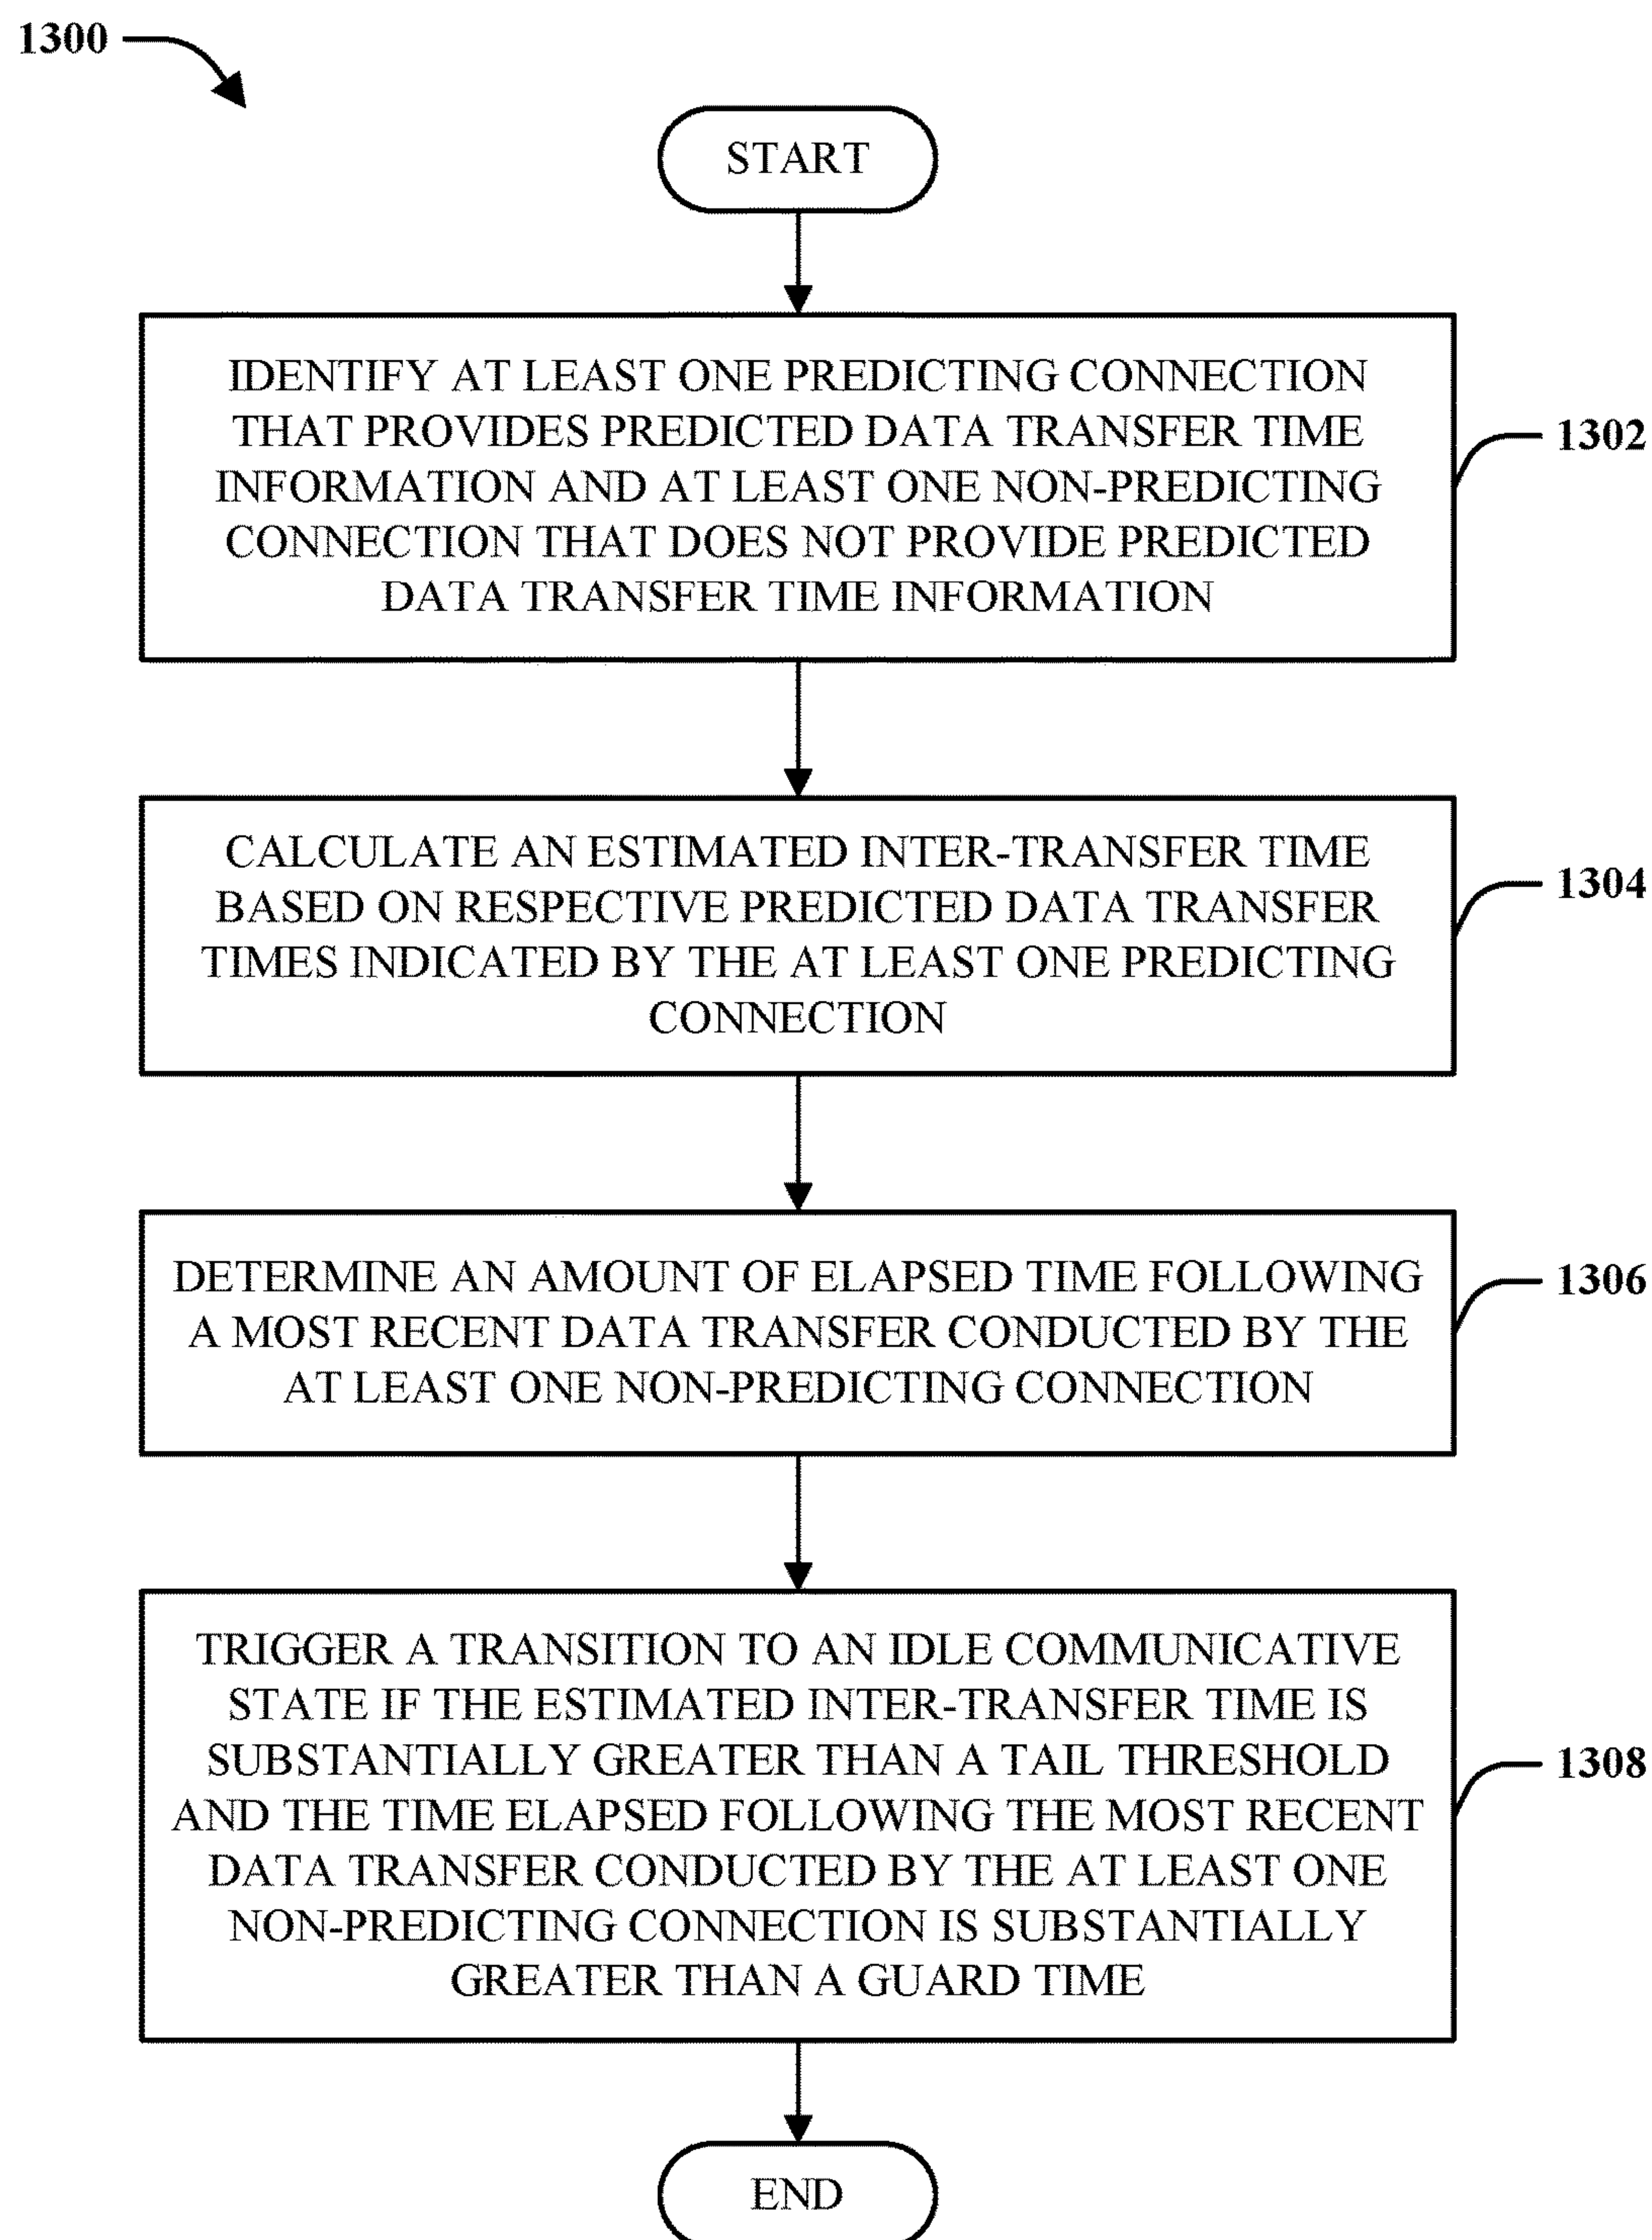 1300
START
IDENTIFY AT LEAST ONE PREDICTING CONNECTION
THAT PROVIDES PREDICTED DATA TRANSFER TIME
INFORMATION AND AT LEAST ONE NON-PREDICTING
CONNECTION THAT DOES NOT PROVIDE PREDICTED
DATA TRANSFER TIME INFORMATION
1302
CALCULATE AN ESTIMATED INTER-TRANSFER TIME
BASED ON RESPECTIVE PREDICTED DATA TRANSFER
TIMES INDICATED BY THE AT LEAST ONE PREDICTING
CONNECTION
1304
DETERMINE AN AMOUNT OF ELAPSED TIME FOLLOWING
A MOST RECENT DATA TRANSFER CONDUCTED BY THE
AT LEAST ONE NON-PREDICTING CONNECTION
1306
TRIGGER A TRANSITION TO AN IDLE COMMUNICATIVE
STATE IF THE ESTIMATED INTER-TRANSFER TIME IS
SUBSTANTIALLY GREATER THAN A TAIL THRESHOLD
AND THE TIME ELAPSED FOLLOWING THE MOST RECENT
DATA TRANSFER CONDUCTED BY THE AT LEAST ONE
NON-PREDICTING CONNECTION IS SUBSTANTIALLY
GREATER THAN A GUARD TIME
1308
END